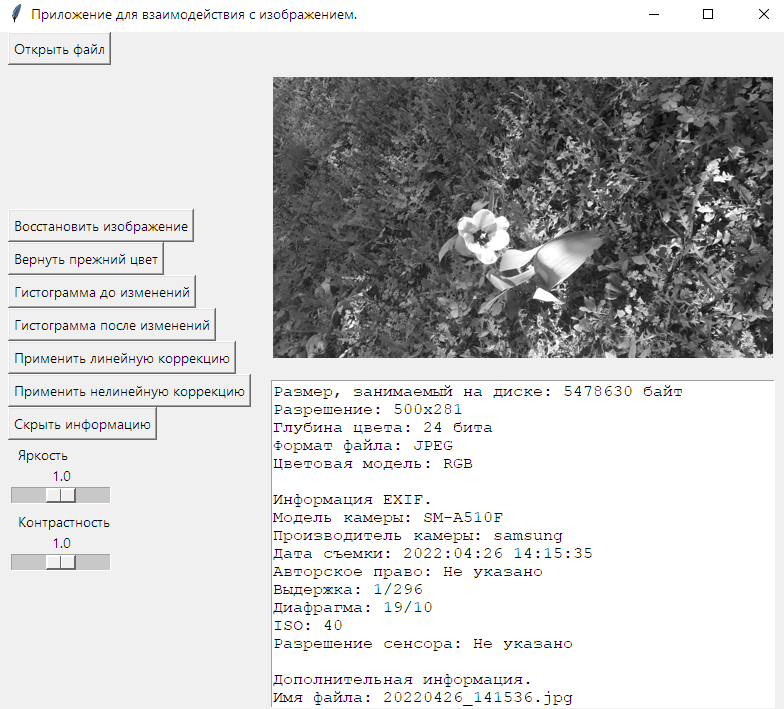 Приложение для взаимодействия с изображением.
Открыть файл
Восстановить изображение
Вернуть прежний цвет
Гистограмма до изменений
Гистограмма после изменений
Применить линейную коррекцию
Применить нелинейную коррекцию
Скрыть информацию
Яркость
1.0
Контрастность
1.0
Размер, занимаемый на диске: 5478630 байт
Разрешение: 500x281
Глубина цвета: 24 бита
Формат файла: JPEG
Цветовая модель: RGB
Информация EXIF.
Модель камеры: SM-A510F
Производитель камеры: samsung
Дата съемки: 2022:04:26 14:15:35
Авторское право: Не указано
Выдержка: 1/296
Диафрагма: 19/10
ISO: 40
Разрешение сенсора: Не указано
Дополнительная информация.
Имя файла: 20220426_141536.jpg